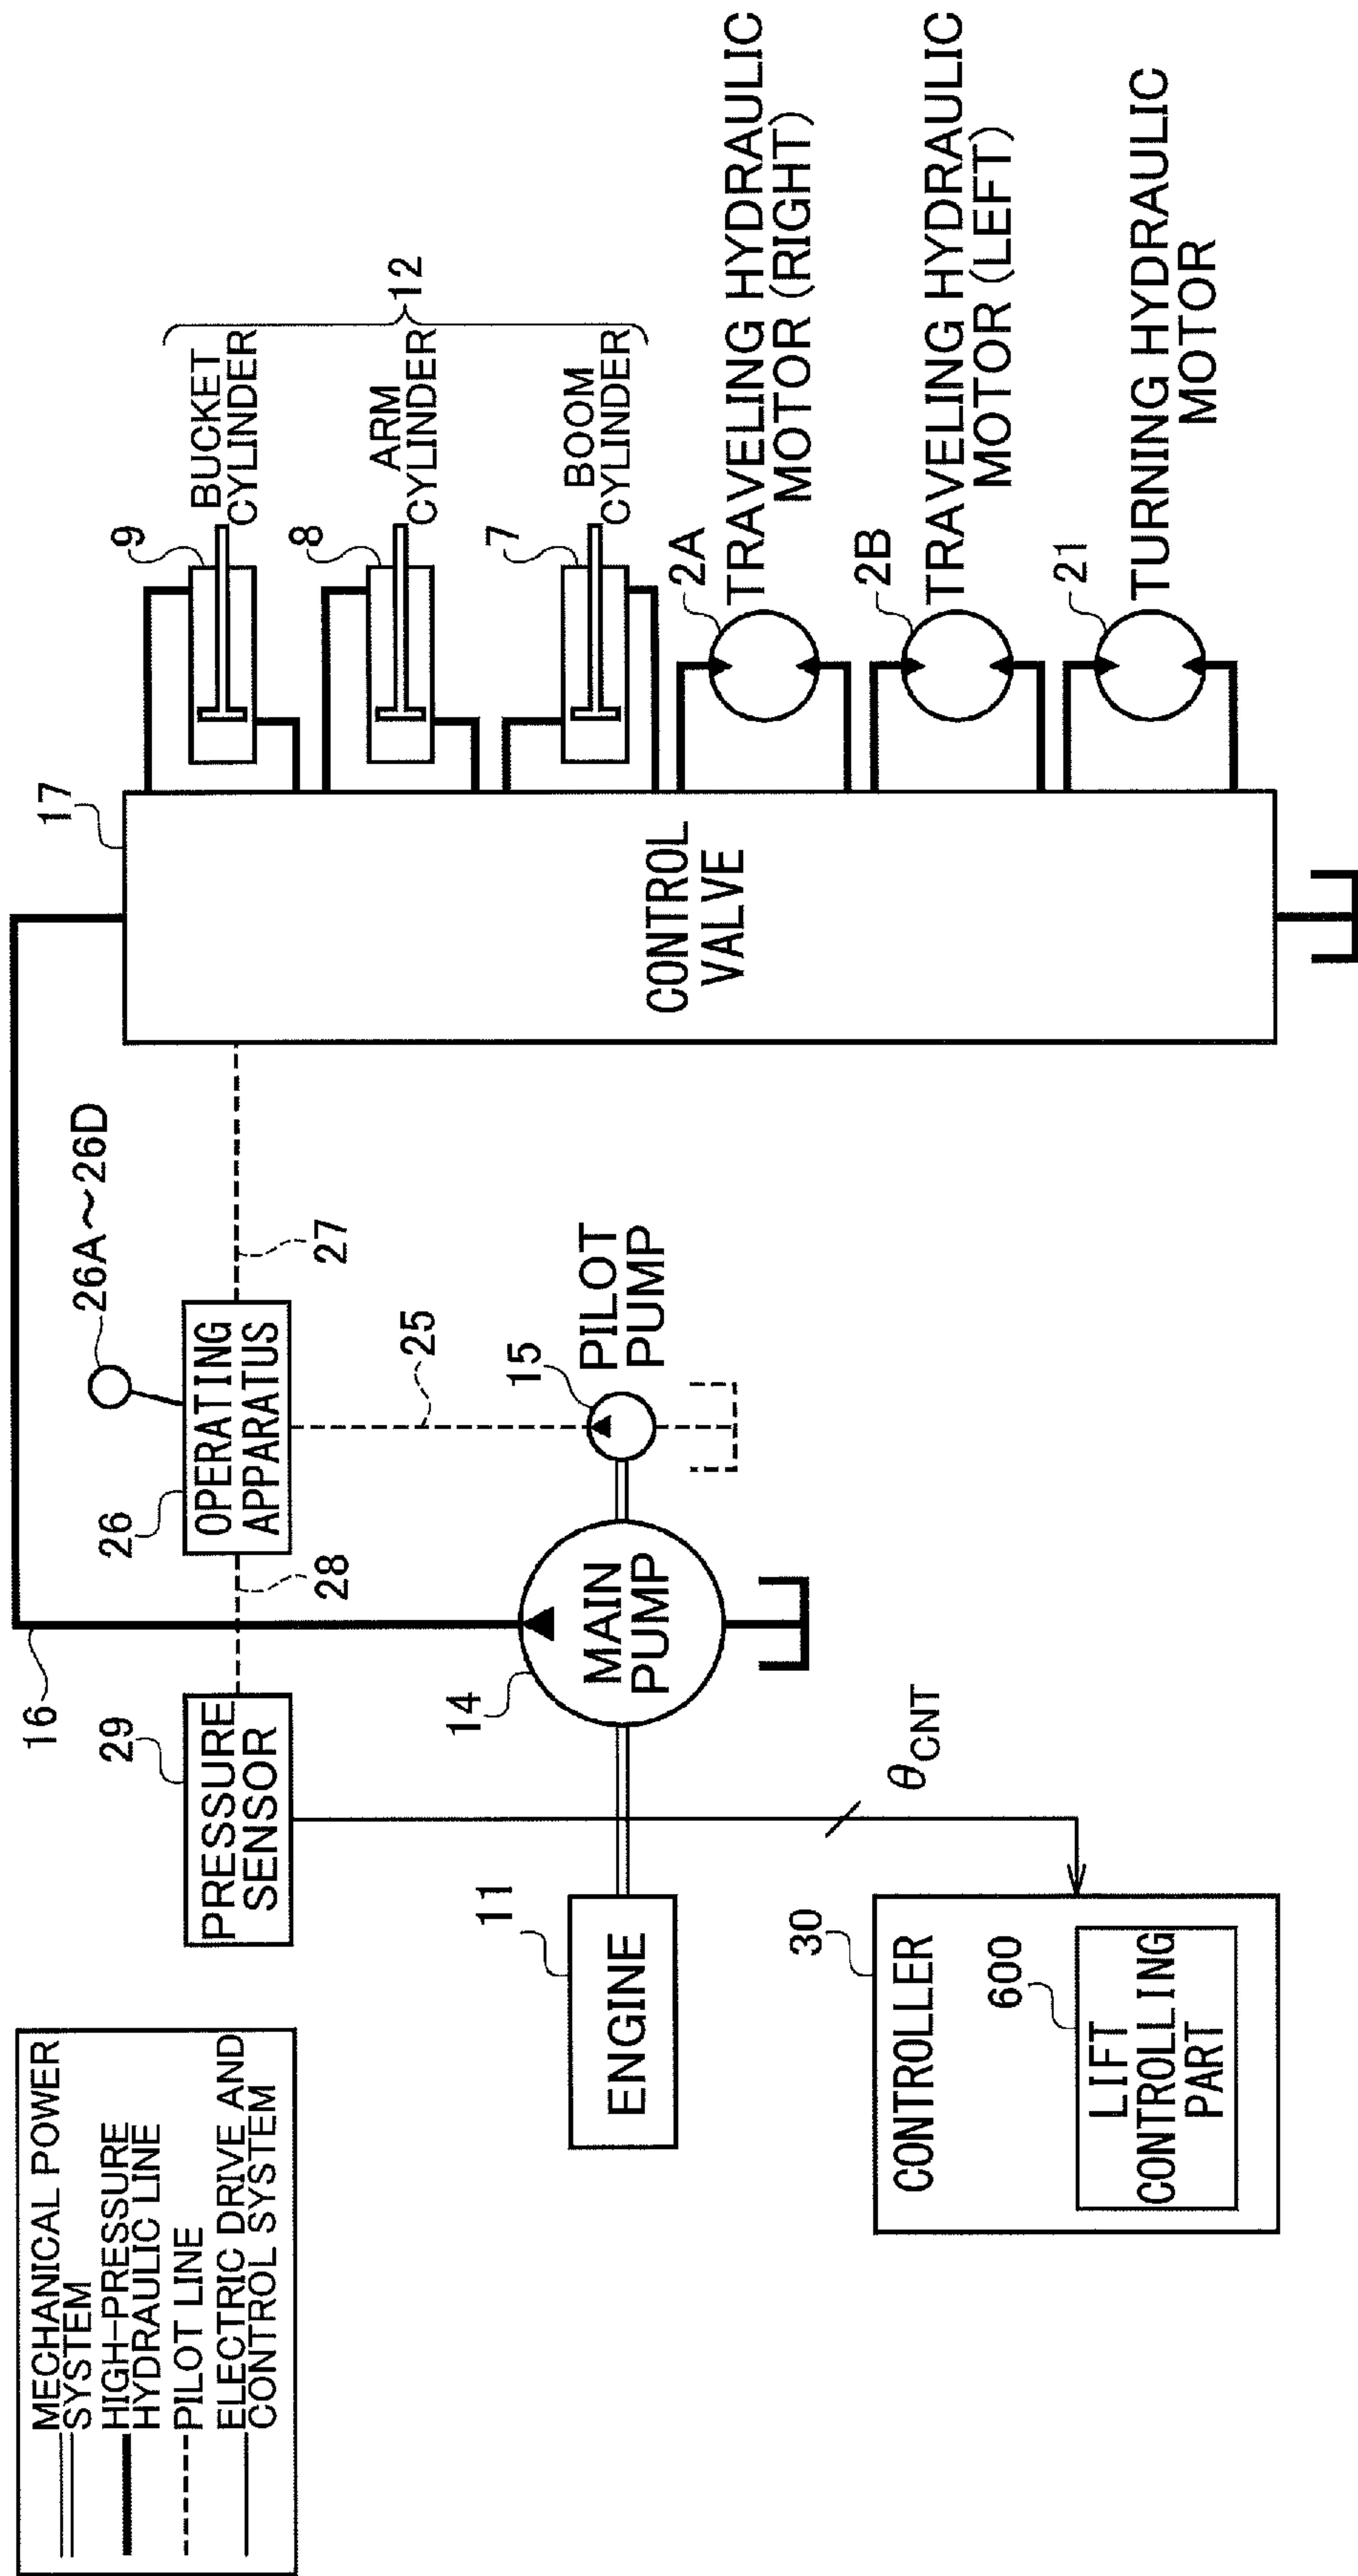 MECHANICAL POWER
SYSTEM
HIGH-PRESSURE
HYDRAULIC LINE
PILOT LINE
ELECTRIC DRIVE AND
CONTROL SYSTEM
16
29
PRESSURE
SENSOR
28
26
OPERATING
APPARATUS
26A～26D
27
25
11
ENGINE
14
MAIN
PUMP
15
PILOT
PUMP
θCNT
30
CONTROLLER
600
LIFT
CONTROLLING
PART
17
CONTROL
VALVE
9
BUCKET
CYLINDER
8
ARM
CYLINDER
7
BOOM
CYLINDER
12
2A
TRAVELING HYDRAULIC
MOTOR (RIGHT)
2B
TRAVELING HYDRAULIC
MOTOR (LEFT)
21
TURNING HYDRAULIC
MOTOR